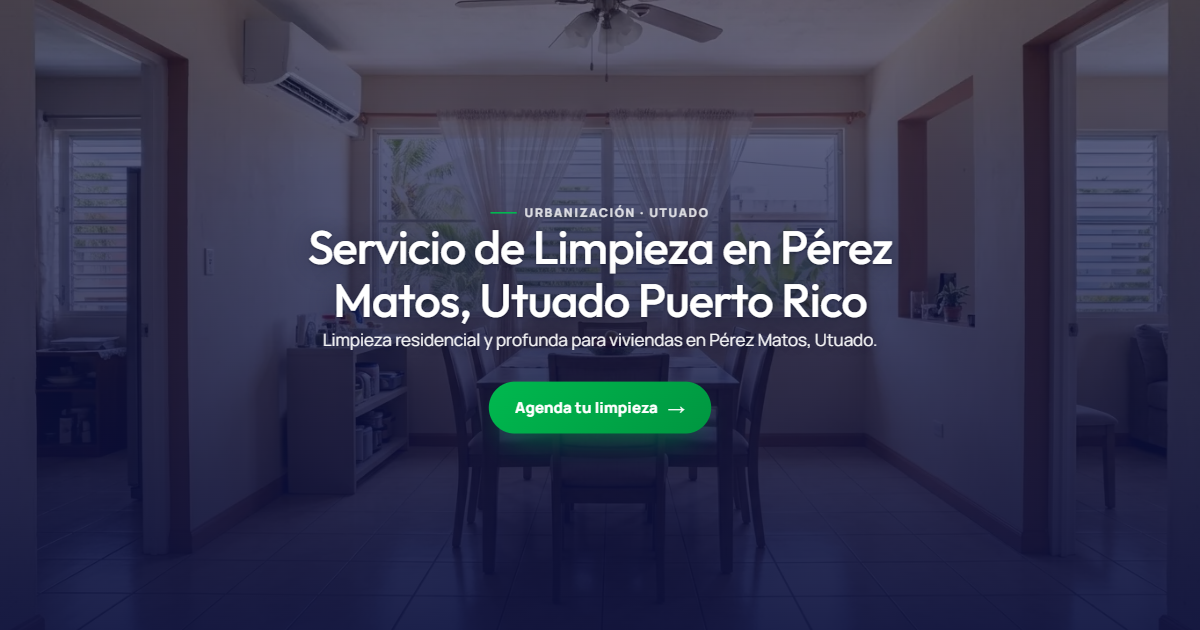 URBANIZACIÓN · UTUADO
Servicio de Limpieza en Pérez
Matos, Utuado Puerto Rico
Limpieza residencial y profunda para viviendas en Pérez Matos, Utuado.
Agenda tu limpieza →